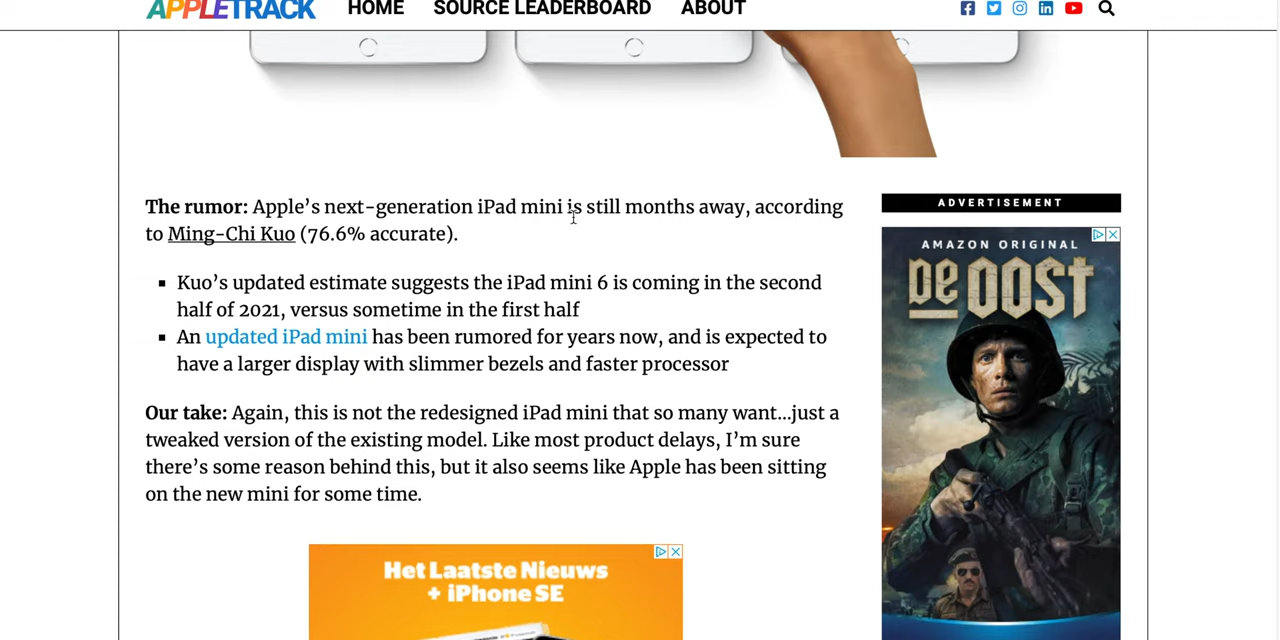 APPLETRACK HOME SOURCE LEADERBOARD ABOUT
The rumor: Apple’s next-generation iPad mini is still months away, according
to Ming-Chi Kuo (76.6% accurate).
▪ Kuo’s updated estimate suggests the iPad mini 6 is coming in the second
half of 2021, versus sometime in the first half
▪ An updated iPad mini has been rumored for years now, and is expected to
have a larger display with slimmer bezels and faster processor
Our take: Again, this is not the redesigned iPad mini that so many want…just a
tweaked version of the existing model. Like most product delays, I’m sure
there’s some reason behind this, but it also seems like Apple has been sitting
on the new mini for some time.
Het Laatste Nieuws
+ iPhone SE
ADVERTISEMENT
AMAZON ORIGINAL
DE OOST